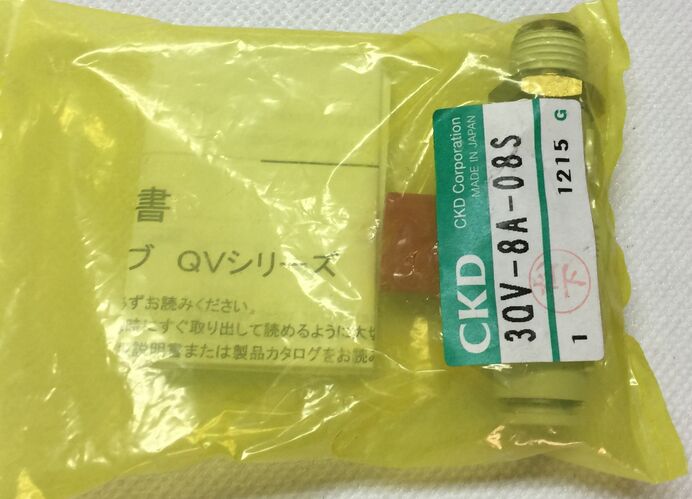 書
ブ QVシリーズ
ずお読みください。
時にすぐ取り出して読めるように大切
説明書または製品カタログをお読み
CKD
CKD Corporation
MADE IN JAPAN
3QV-8A-08S
1
1215 G